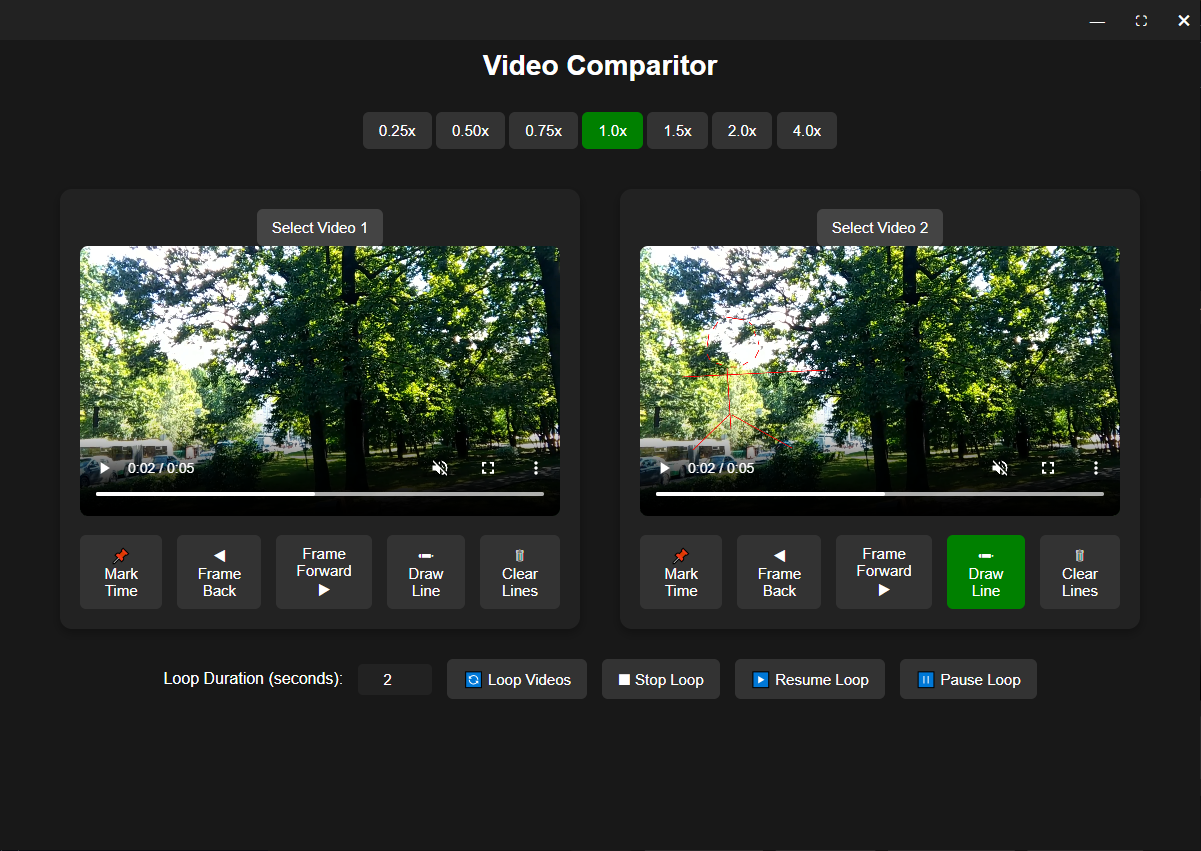 Video Comparitor
0.25x 0.50x 0.75x 1.0x 1.5x 2.0x 4.0x
Select Video 1
0:02 / 0:05
Mark
Time
Frame
Back
Frame
Forward
Draw
Line
Clear
Lines
Select Video 2
0:02 / 0:05
Mark
Time
Frame
Back
Frame
Forward
Draw
Line
Clear
Lines
Loop Duration (seconds): 2 Loop Videos Stop Loop Resume Loop Pause Loop